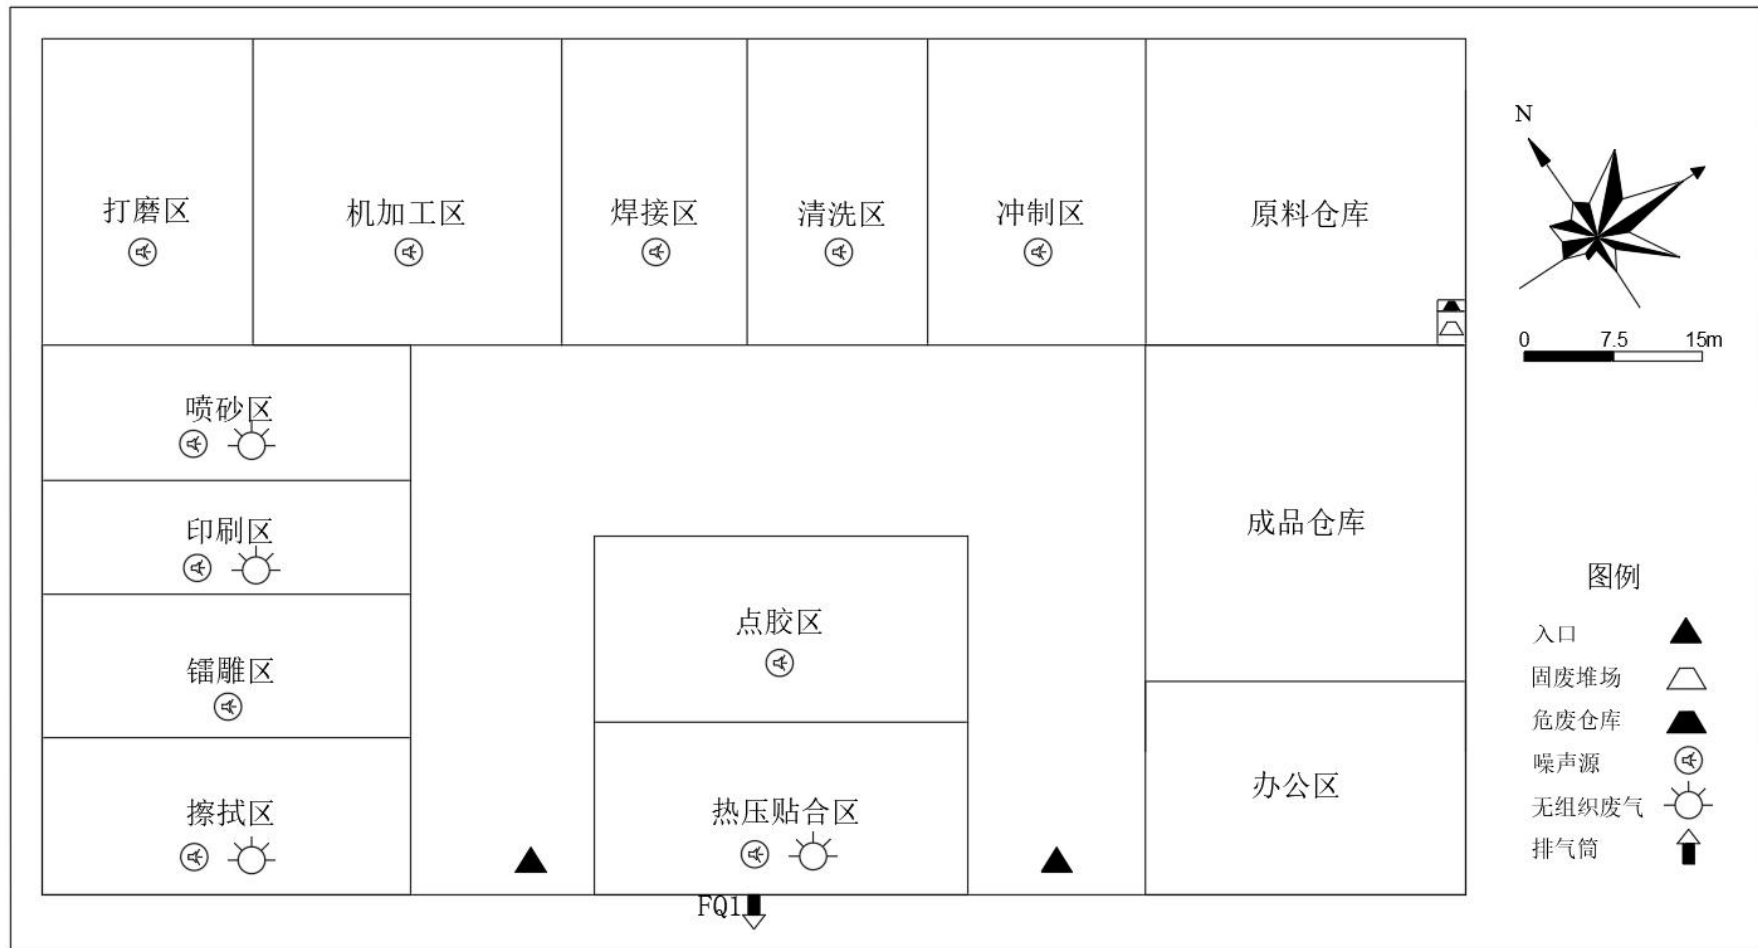 打磨区
机加工区
焊接区
清洗区
冲制区
原料仓库
N
0 7.5 15m
喷砂区
印刷区
镭雕区
擦拭区
点胶区
热压贴合区
成品仓库
办公区
FQ1
图例
入口
固废堆场
危废仓库
噪声源
无组织废气
排气筒